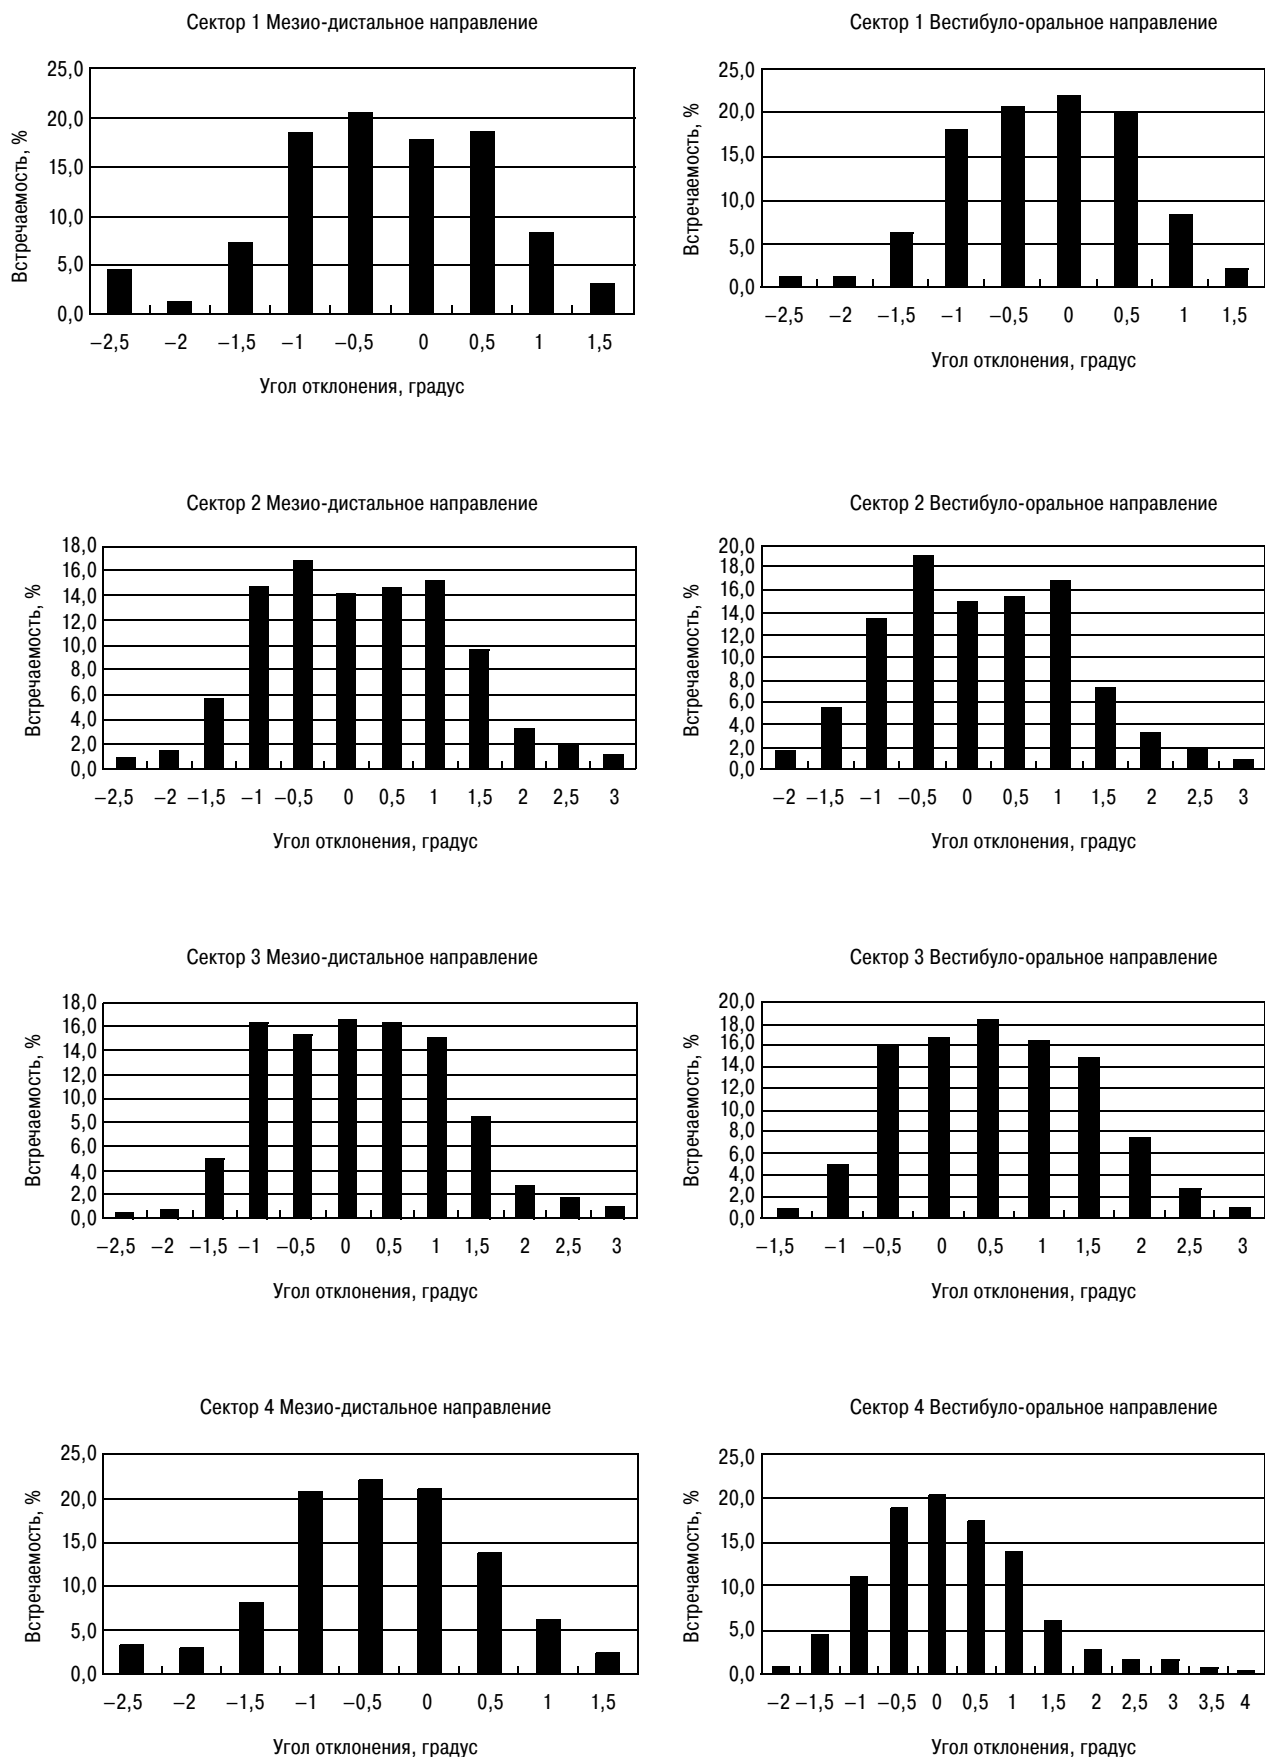 Сектор 1 Мезио-дистальное направление
Встречаемость, %
25,0
20,0
15,0
10,0
5,0
0,0
–2,5 –2 –1,5 –1 –0,5 0 0,5 1 1,5
Угол отклонения, градус
Сектор 1 Вестибуло-оральное направление
Встречаемость, %
25,0
20,0
15,0
10,0
5,0
0,0
–2,5 –2 –1,5 –1 –0,5 0 0,5 1 1,5
Угол отклонения, градус
Сектор 2 Мезио-дистальное направление
Встречаемость, %
18,0
16,0
14,0
12,0
10,0
8,0
6,0
4,0
2,0
0,0
–2,5 –2 –1,5 –1 –0,5 0 0,5 1 1,5 2 2,5 3
Угол отклонения, градус
Сектор 2 Вестибуло-оральное направление
Встречаемость, %
20,0
18,0
16,0
14,0
12,0
10,0
8,0
6,0
4,0
2,0
0,0
–2 –1,5 –1 –0,5 0 0,5 1 1,5 2 2,5 3
Угол отклонения, градус
Сектор 3 Мезио-дистальное направление
Встречаемость, %
18,0
16,0
14,0
12,0
10,0
5,0
6,0
4,0
2,0
0,0
–2,5 –2 –1,5 –1 –0,5 0 0,5 1 1,5 2 2,5 3
Угол отклонения, градус
Сектор 3 Вестибуло-оральное направление
Встречаемость, %
20,0
18,0
16,0
14,0
12,0
10,0
8,0
6,0
4,0
2,0
0,0
–1,5 –1 –0,5 0 0,5 1 1,5 2 2,5 3
Угол отклонения, градус
Сектор 4 Мезио-дистальное направление
Встречаемость, %
25,0
20,0
15,0
10,0
5,0
0,0
–2,5 –2 –1,5 –1 –0,5 0 0,5 1 1,5
Угол отклонения, градус
Сектор 4 Вестибуло-оральное направление
Встречаемость, %
25,0
20,0
15,0
10,0
5,0
0,0
–2 –1,5 –1 –0,5 0 0,5 1 1,5 2 2,5 3 3,5 4
Угол отклонения, градус